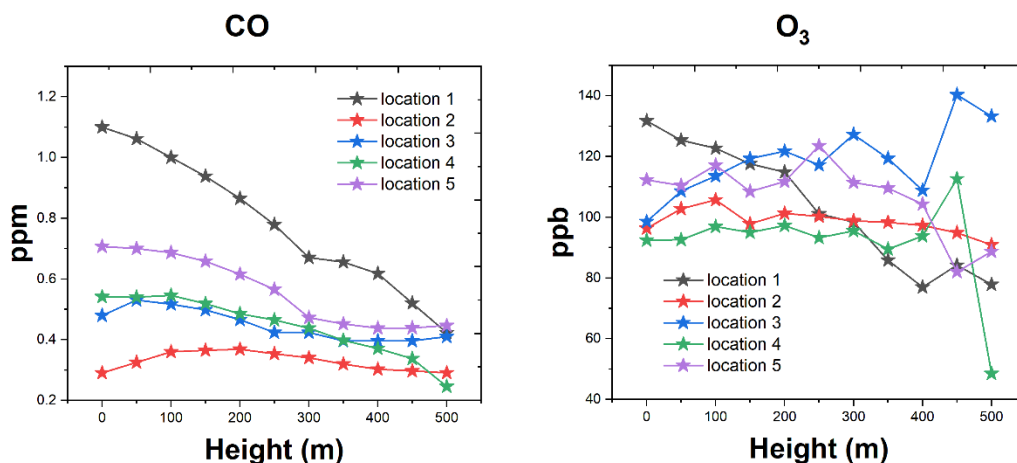 CO
ppm
1.2
1.0
0.8
0.6
0.4
0.2
location 1
location 2
location 3
location 4
location 5
0 100 200 300 400 500
Height (m)
O₃
ppb
140
120
100
80
60
40
location 1
location 2
location 3
location 4
location 5
0 100 200 300 400 500
Height (m)